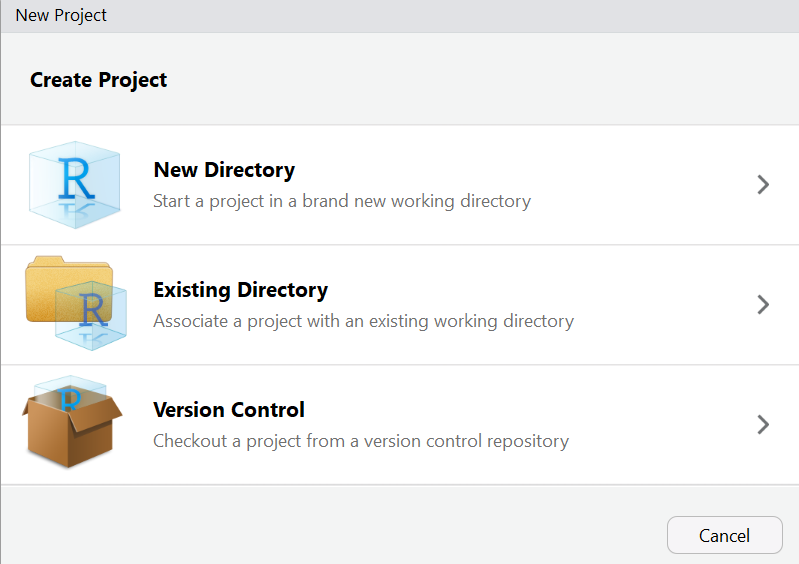 New Project
Create Project
R
New Directory
Start a project in a brand new working directory
R
Existing Directory
Associate a project with an existing working directory
R
Version Control
Checkout a project from a version control repository
Cancel